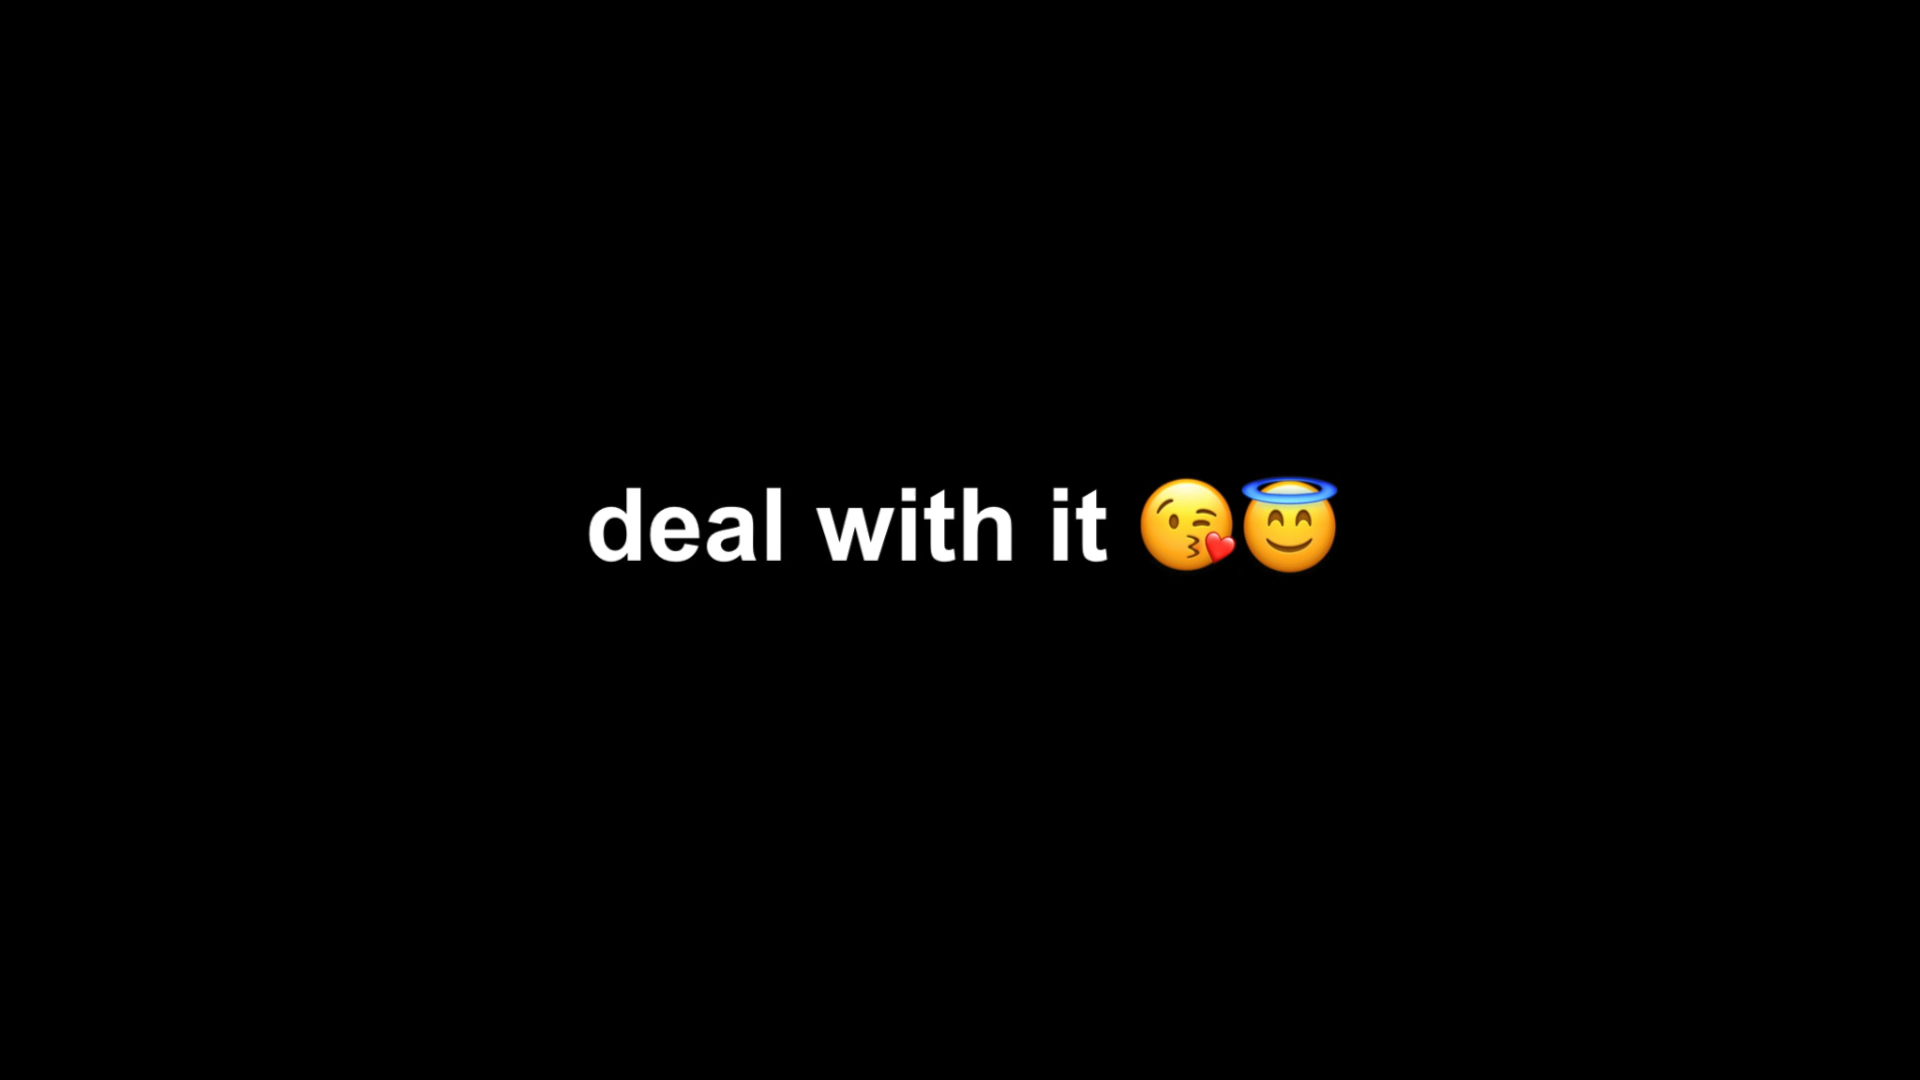 deal with it 😘😇